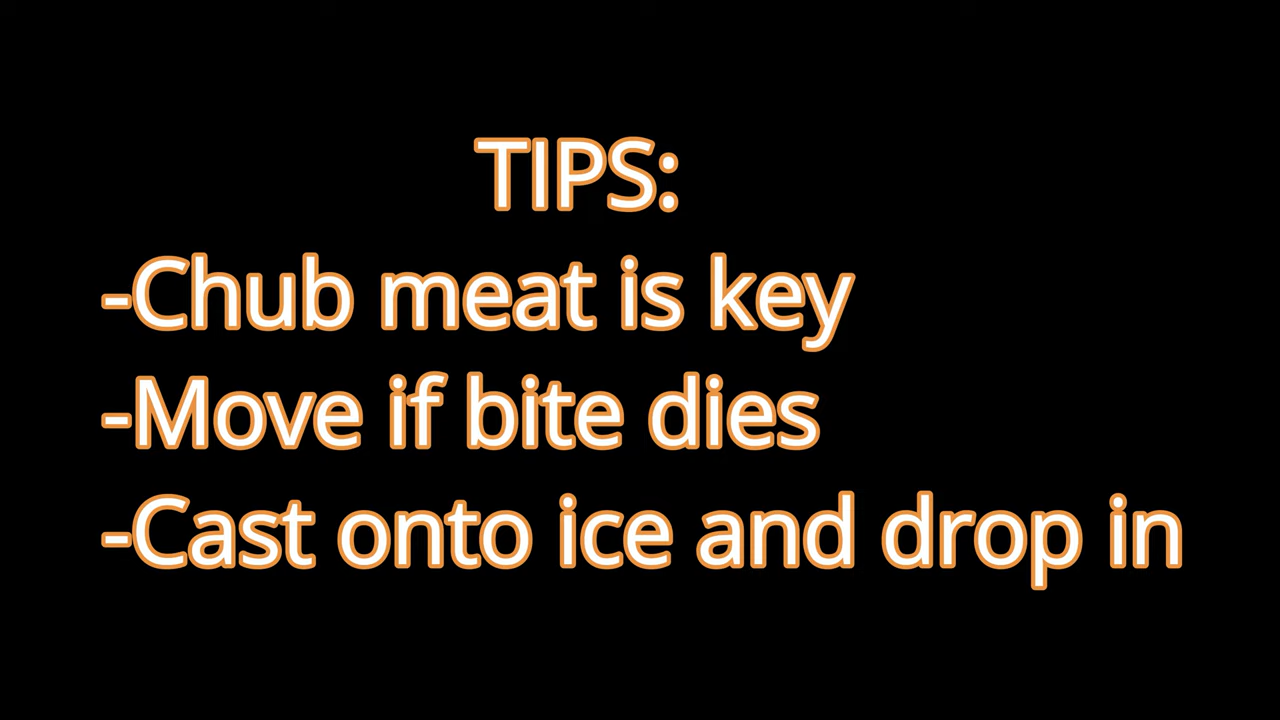 TIPS:
-Chub meat is key
-Move if bite dies
-Cast onto ice and drop in